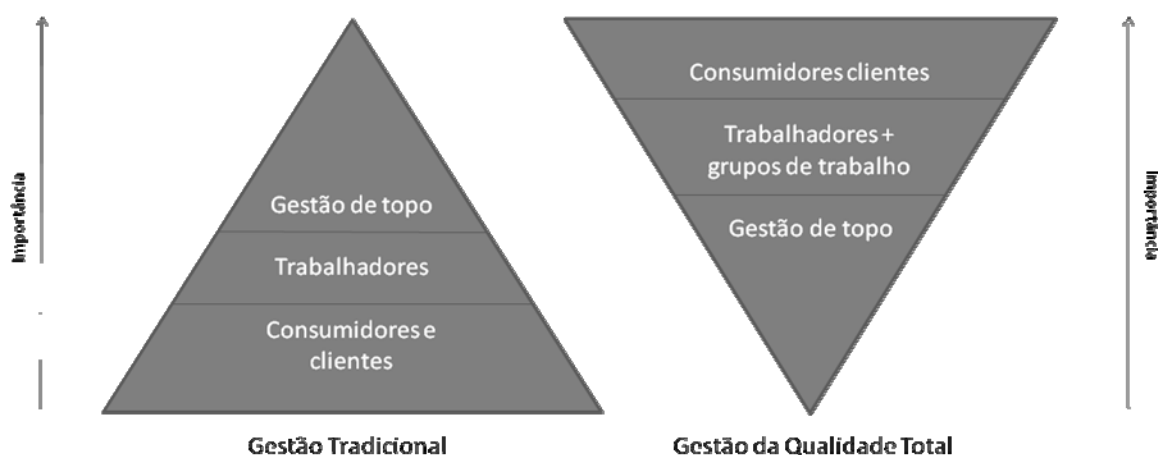 Importância
Gestão de topo
Trabalhadores
Consumidores e
clientes
Gestão Tradicional
Consumidores clientes
Trabalhadores +
grupos de trabalho
Gestão de topo
Gestão da Qualidade Total
Importância